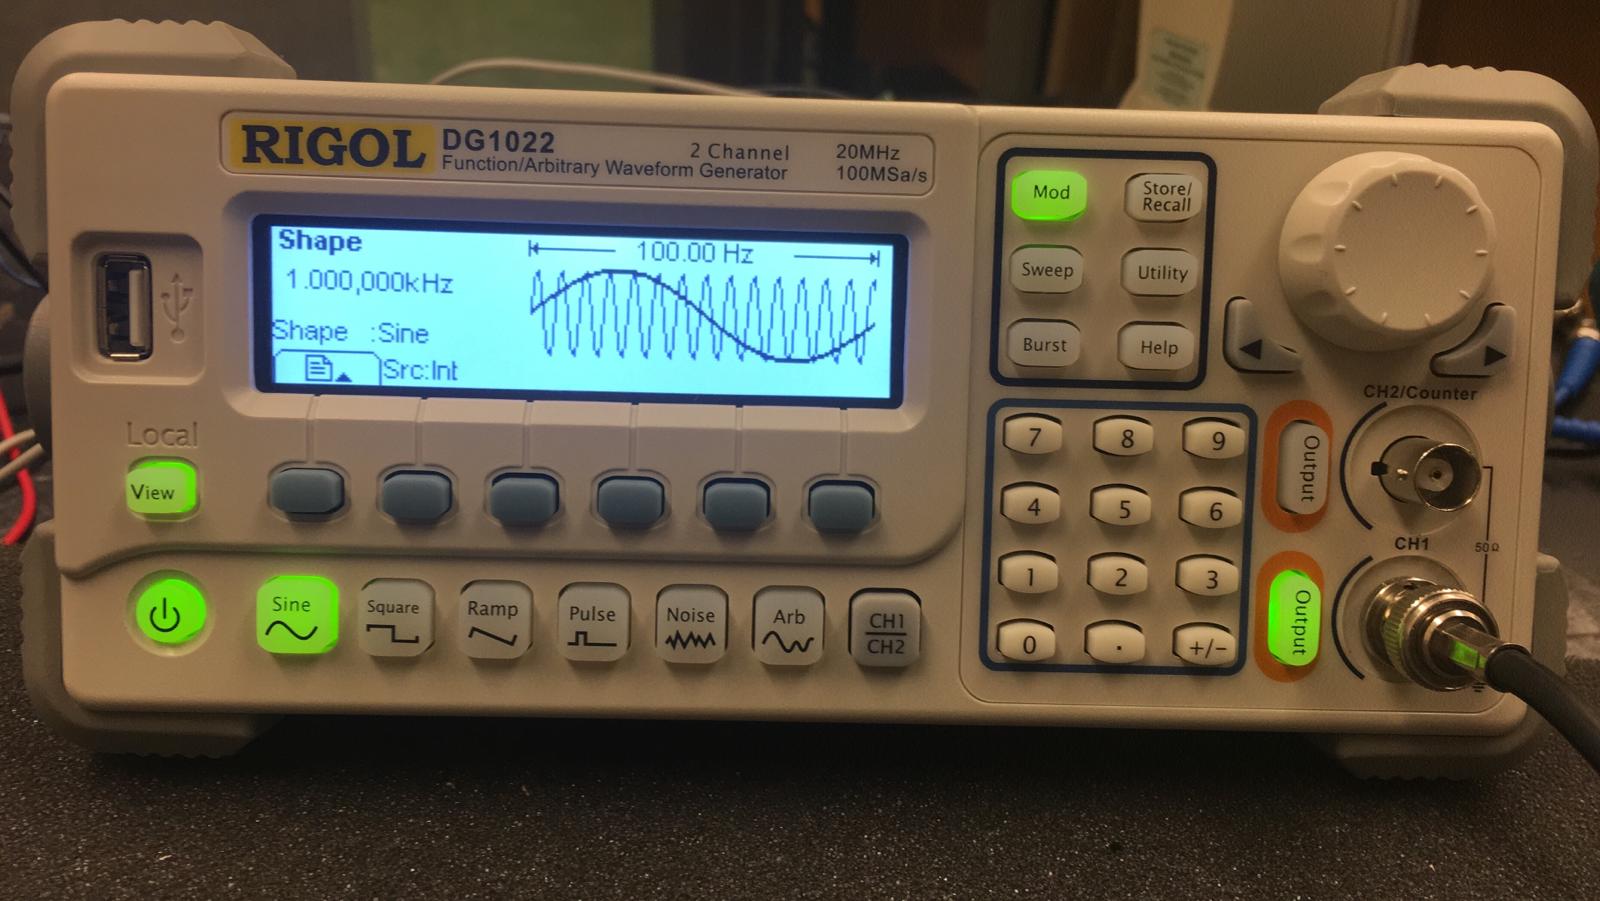 RIGOL DG1022 2 Channel 20MHz
Function/Arbitrary Waveform Generator 100MSa/s
Shape
100.00 Hz
1.000,000kHz
Shape :Sine
Src:Int
Local
View
Sine
Square
Ramp
Pulse
Noise
Arb
CH1
CH2
Mod
Store/
Recall
Sweep
Utility
Burst
Help
7 8 9
4 5 6
1 2 3
0 . +/-
CH2/Counter
Output
CH1
50Ω
Output